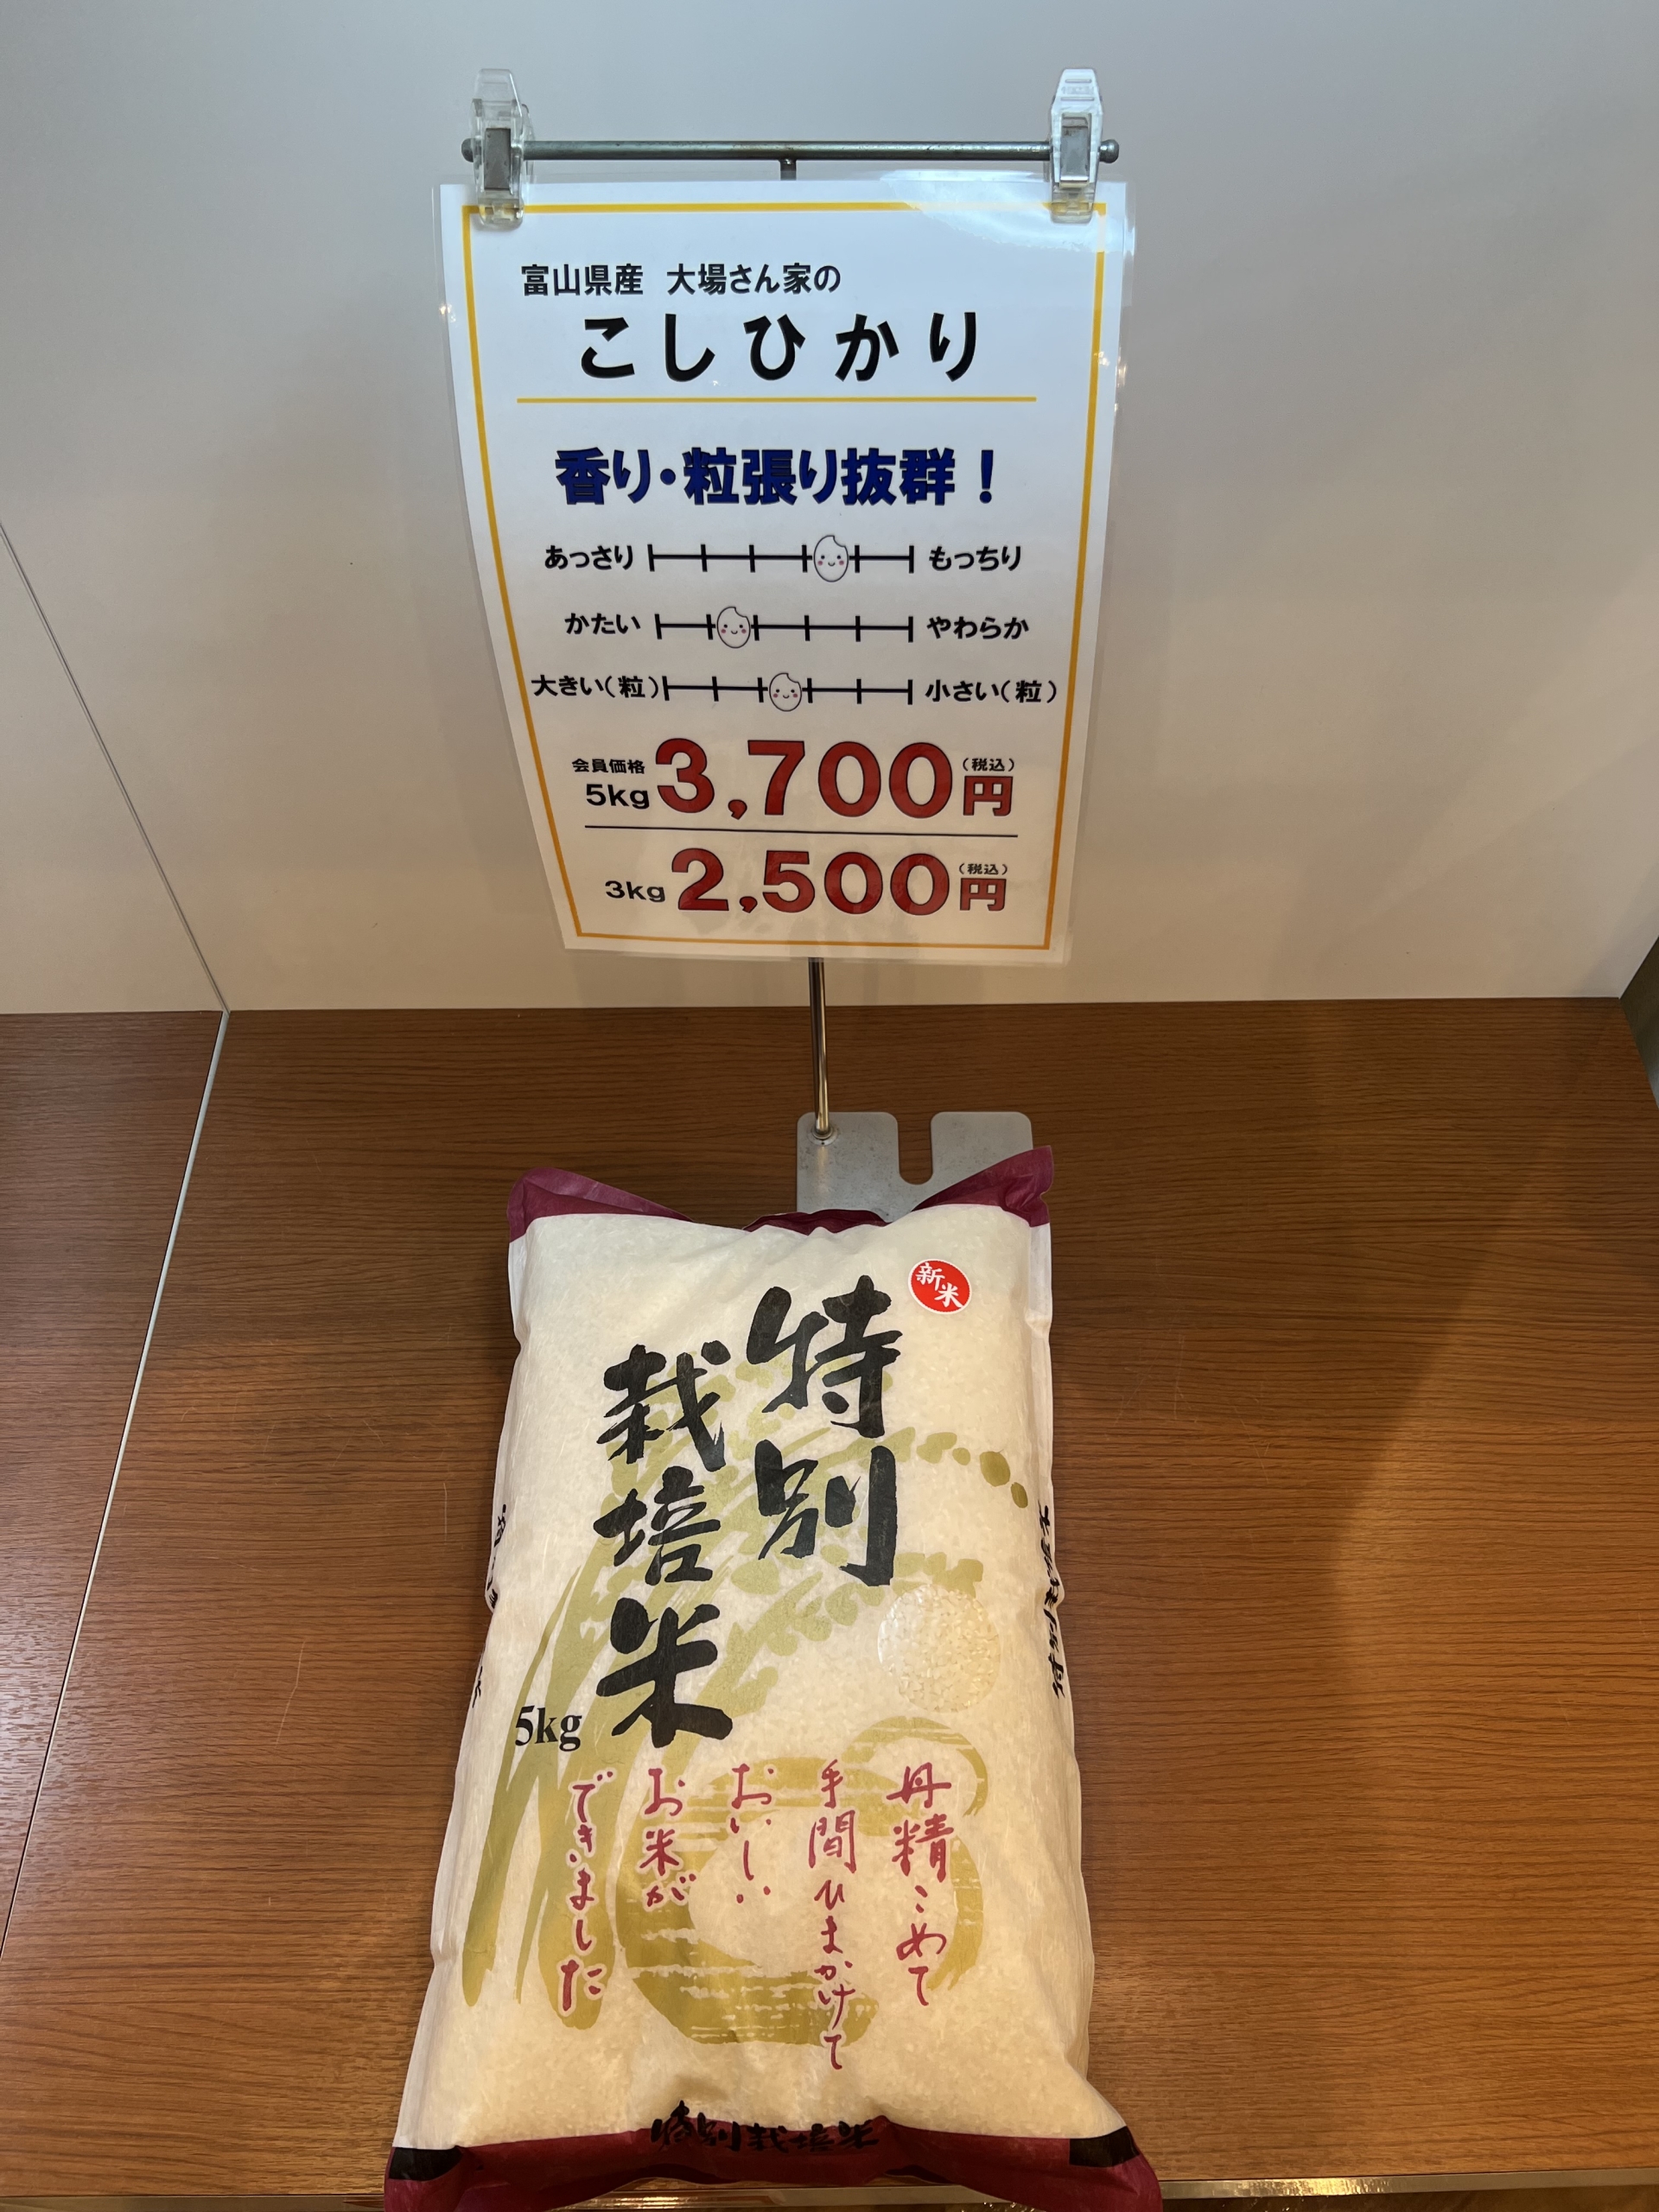 富山県産 大場さん家の
こしひかり
香り・粒張り抜群！
あっさり もっちり
かたい やわらか
大きい（粒） 小さい（粒）
会員価格
5kg 3,700円（税込）
3kg 2,500円（税込）
新米
特別
栽培米
5kg
丹精こめて
手間ひまかけて
おいしい
お米が
できました
特別栽培米